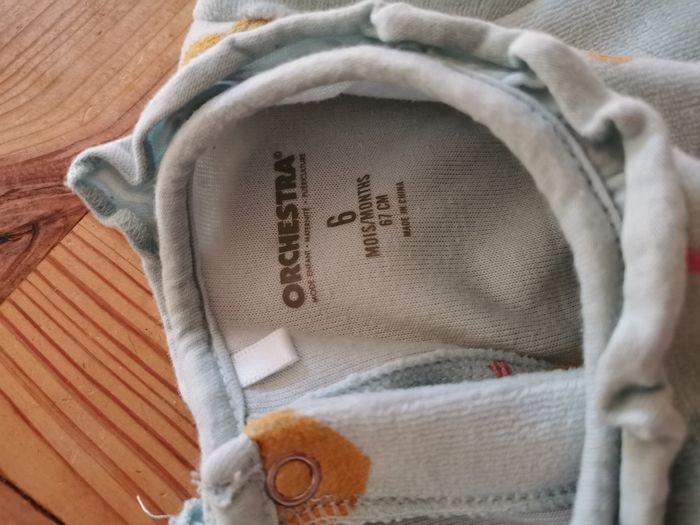 ORCHESTRA®
MODE ENFANT • MATERNITÉ • PUÉRICULTURE
6
MOIS/MONTHS
67 CM
MADE IN CHINA